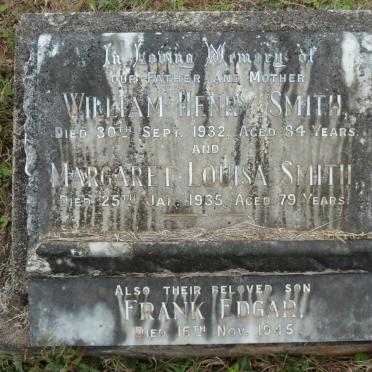 In Loving Memory of
OUR FATHER AND MOTHER
WILLIAM HENRY SMITH,
DIED 30TH SEPT. 1932. AGED 84 YEARS.
AND
MARGARET LOUISA SMITH
DIED 25TH JAN. 1935. AGED 79 YEARS.
ALSO THEIR BELOVED SON
FRANK EDGAR,
DIED 16TH NOV. 1945.